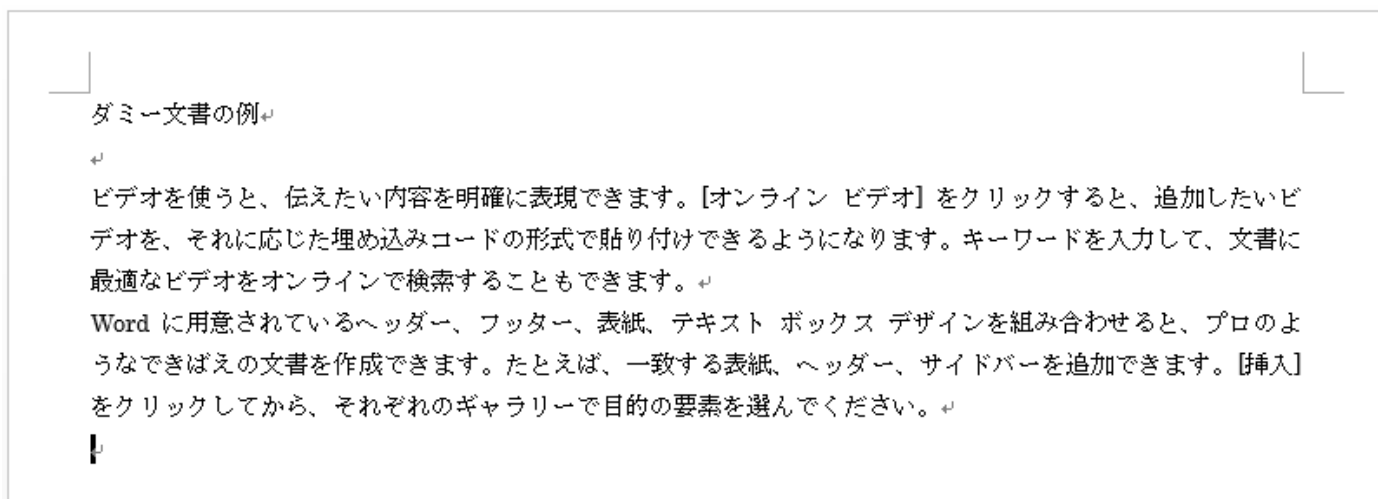 ダミー文書の例
ビデオを使うと、伝えたい内容を明確に表現できます。[オンライン ビデオ] をクリックすると、追加したいビ
デオを、それに応じた埋め込みコードの形式で貼り付けできるようになります。キーワードを入力して、文書に
最適なビデオをオンラインで検索することもできます。
Word に用意されているヘッダー、フッター、表紙、テキスト ボックス デザインを組み合わせると、プロのよ
うなできばえの文書を作成できます。たとえば、一致する表紙、ヘッダー、サイドバーを追加できます。[挿入]
をクリックしてから、それぞれのギャラリーで目的の要素を選んでください。